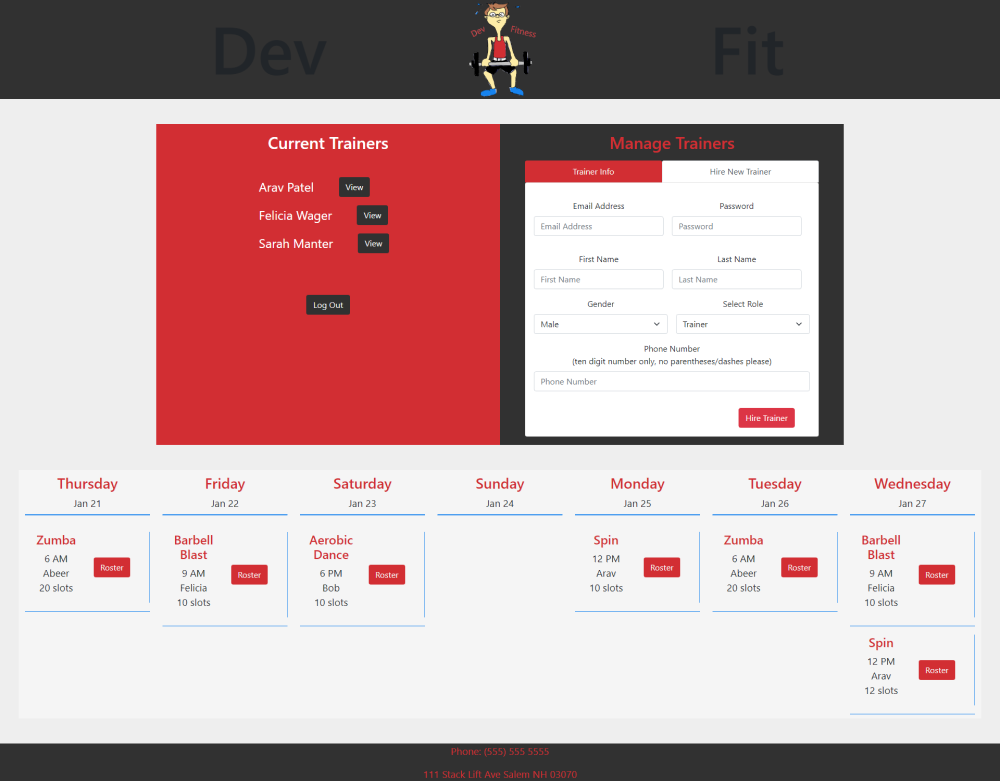 Dev
Dev Fitness
Fit
Current Trainers
Arav Patel View
Felicia Wager View
Sarah Manter View
Log Out
Manage Trainers
Trainer Info Hire New Trainer
Email Address Password
Email Address Password
First Name Last Name
First Name Last Name
Gender Select Role
Male Trainer
Phone Number
(ten digit number only, no parentheses/dashes please)
Phone Number
Hire Trainer
Thursday
Jan 21
Zumba
6 AM
Abeer
20 slots
Roster
Friday
Jan 22
Barbell
Blast
9 AM
Felicia
10 slots
Roster
Saturday
Jan 23
Aerobic
Dance
6 PM
Bob
10 slots
Roster
Sunday
Jan 24
Monday
Jan 25
Spin
12 PM
Arav
10 slots
Roster
Tuesday
Jan 26
Zumba
6 AM
Abeer
20 slots
Roster
Wednesday
Jan 27
Barbell
Blast
9 AM
Felicia
10 slots
Roster
Spin
12 PM
Arav
12 slots
Roster
Phone: (555) 555 5555
111 Stack Lift Ave Salem NH 03070